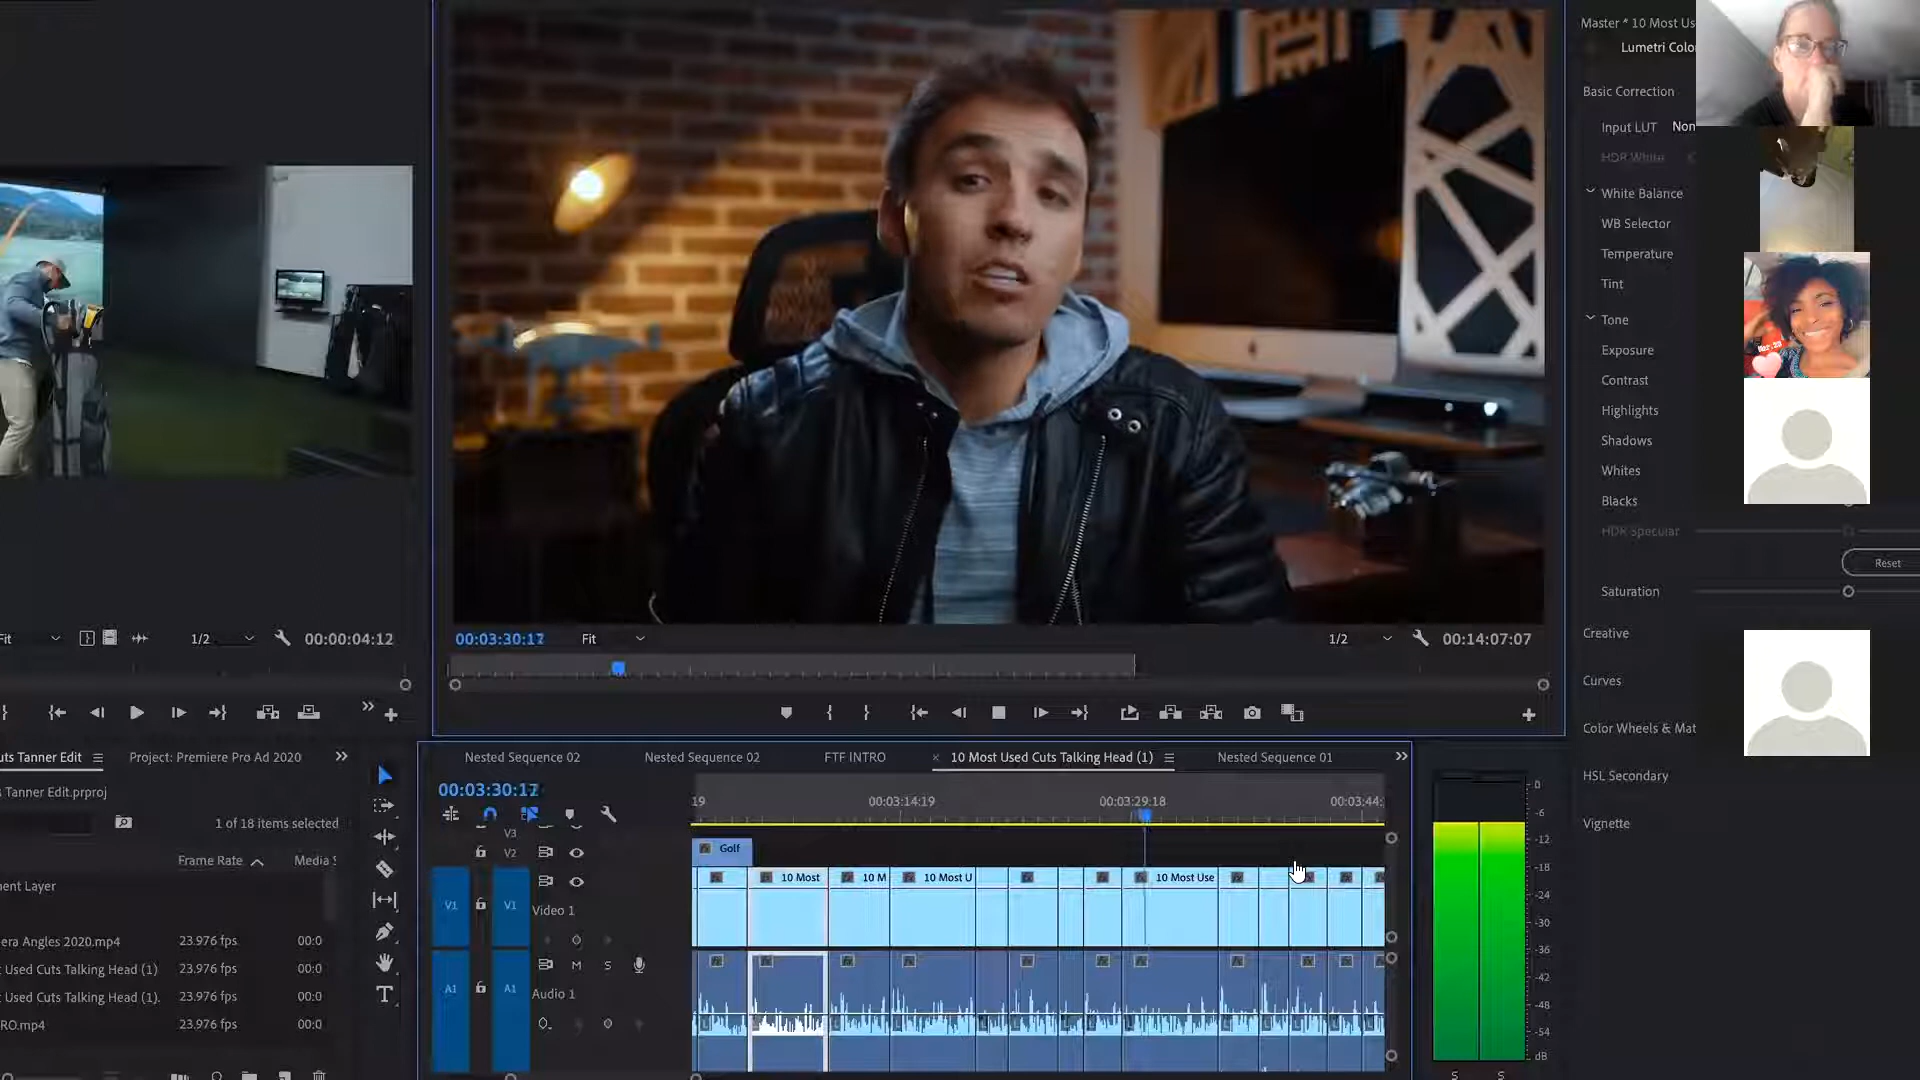 Master * 10 Most Us
Lumetri Colo
Basic Correction
Input LUT Non
HDR White
White Balance
WB Selector
Temperature
Tint
Tone
Exposure
Contrast
Highlights
Shadows
Whites
Blacks
HDR Specular
Reset
Saturation
Creative
Curves
Color Wheels & Mat
HSL Secondary
Vignette
Fit 1/2 00:00:04:12
00:03:30:17 Fit 1/2 00:14:07:07
uts Tanner Edit Project: Premiere Pro Ad 2020
s Tanner Edit.prproj
1 of 18 items selected
Frame Rate Media S
ment Layer
era Angles 2020.mp4 23.976 fps 00:0
t Used Cuts Talking Head (1) 23.976 fps 00:0
t Used Cuts Talking Head (1). 23.976 fps 00:0
RO.mp4 23.976 fps 00:0
Nested Sequence 02 Nested Sequence 02 FTF INTRO × 10 Most Used Cuts Talking Head (1) Nested Sequence 01
00:03:30:17
19 00:03:14:19 00:03:29:18 00:03:44:
V3
V2
Golf
V1 V1 Video 1
10 Most 10 M 10 Most U 10 Most Use
M S
A1 A1 Audio 1
0
-6
-12
-18
-24
-30
-36
-42
-48
-54
dB
S S